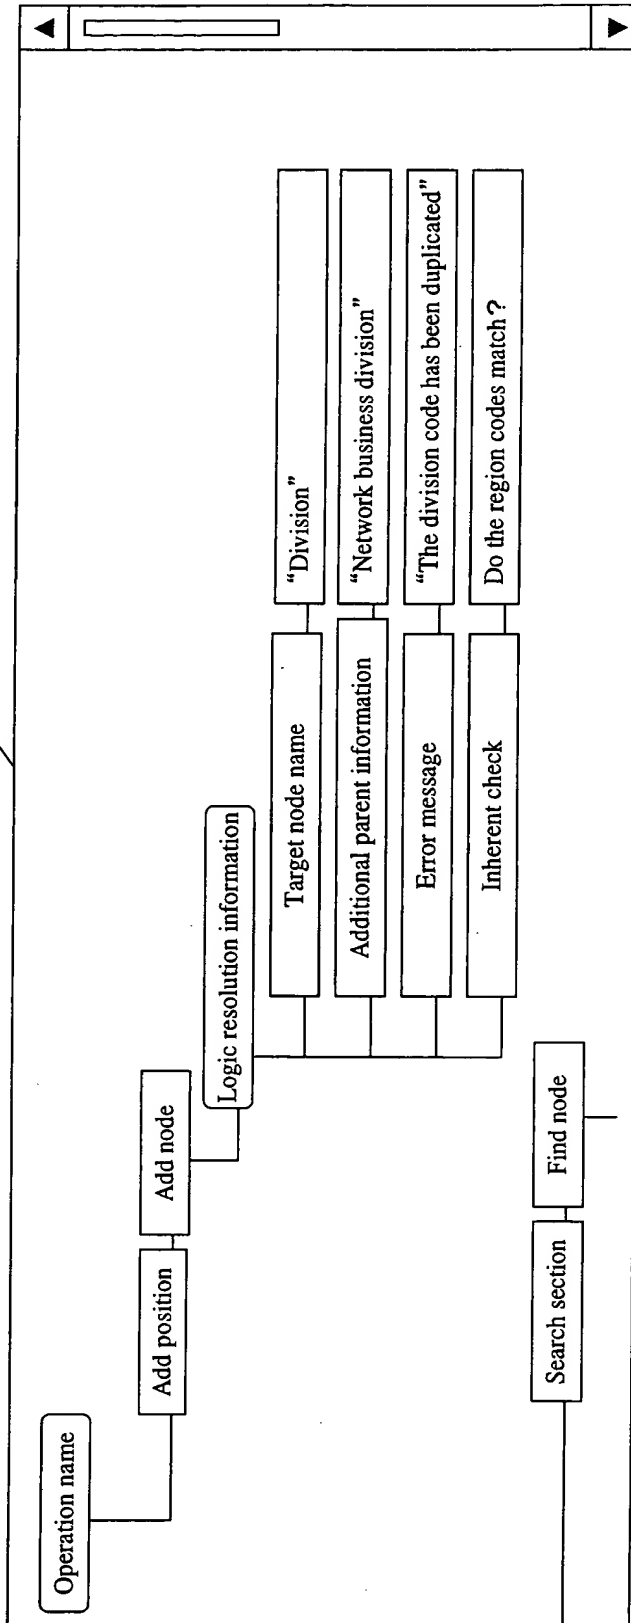 Operation name
Add position
Add node
Logic resolution information
Target node name
“Division”
Additional parent information
“Network business division”
Error message
“The division code has been duplicated”
Inherent check
Do the region codes match?
Search section
Find node